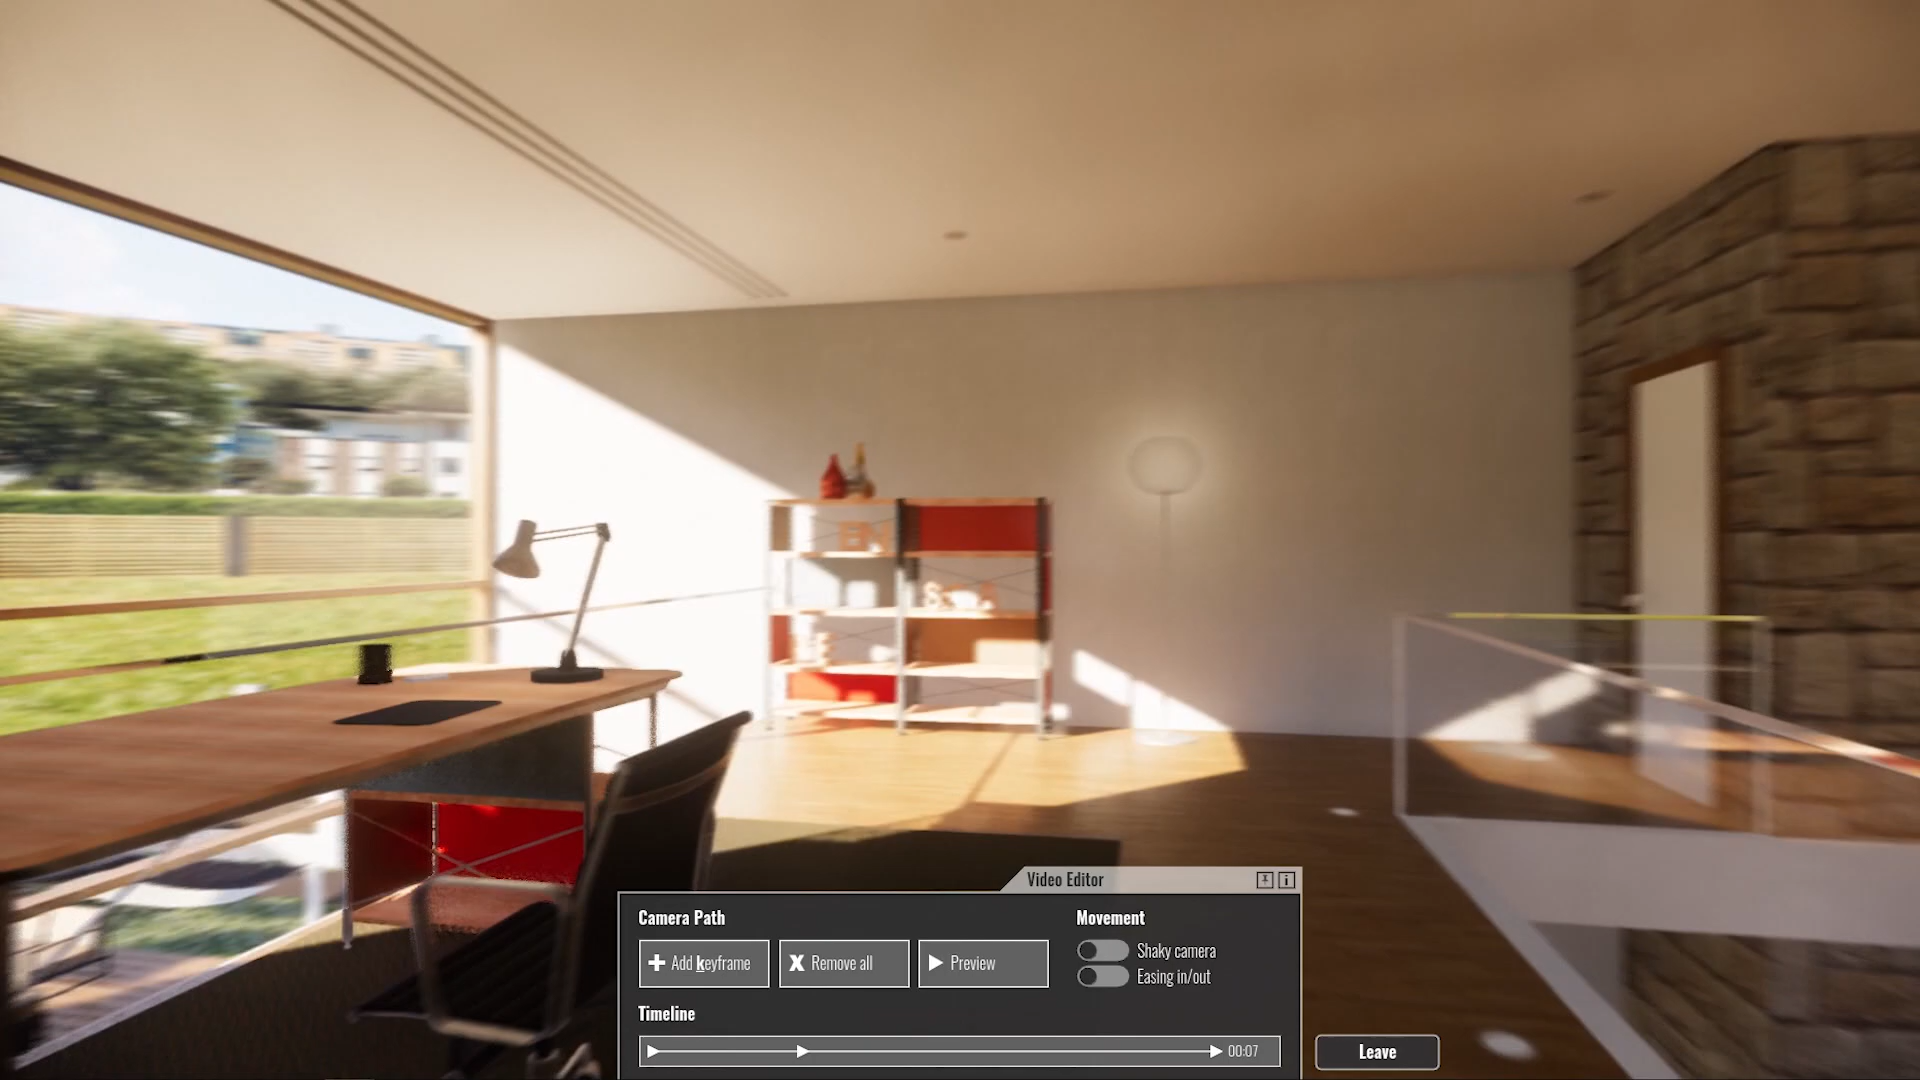 Video Editor
i
Camera Path
Movement
Add keyframe
X Remove all
Preview
Shaky camera
Easing in/out
Timeline
00:07
Leave